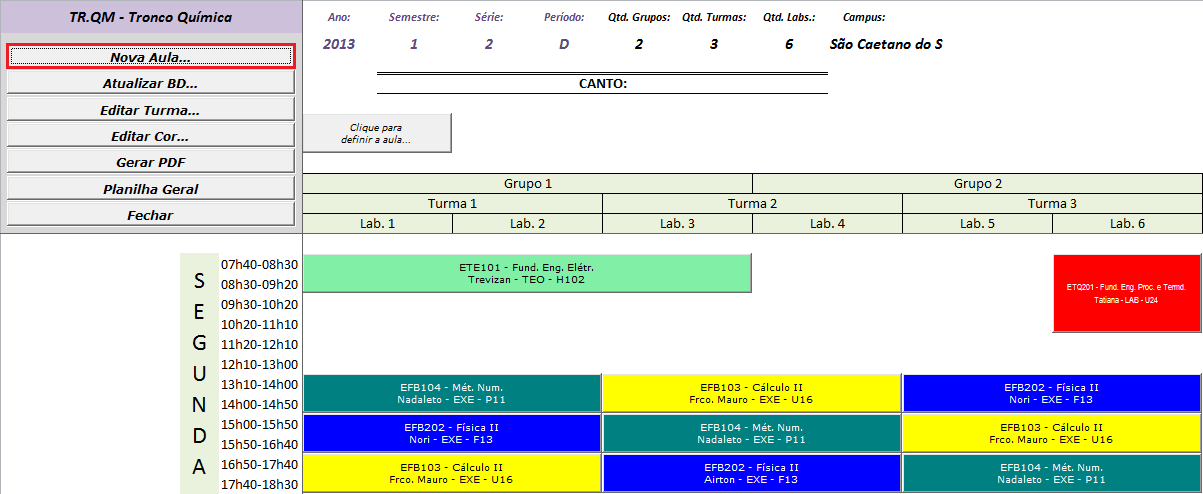 TR.QM - Tronco Química
Nova Aula...
Atualizar BD...
Editar Turma...
Editar Cor...
Gerar PDF
Planilha Geral
Fechar
Ano: Semestre: Série: Período: Qtd. Grupos: Qtd. Turmas: Qtd. Labs.: Campus:
2013 1 2 D 2 3 6 São Caetano do S
CANTO:
Clique para
definir a aula...
Grupo 1 Grupo 2
Turma 1 Turma 2 Turma 3
Lab. 1 Lab. 2 Lab. 3 Lab. 4 Lab. 5 Lab. 6
SEGUNDA
07h40-08h30
08h30-09h20
09h30-10h20
10h20-11h10
11h20-12h10
12h10-13h00
13h10-14h00
14h00-14h50
15h00-15h50
15h50-16h40
16h50-17h40
17h40-18h30
ETE101 - Fund. Eng. Elétr.
Trevizan - TEO - H102
ETQ201 - Fund. Eng. Proc. e Termd.
Tatiana - LAB - U24
EFB104 - Mét. Num.
Nadaleto - EXE - P11
EFB103 - Cálculo II
Frco. Mauro - EXE - U16
EFB202 - Física II
Nori - EXE - F13
EFB202 - Física II
Nori - EXE - F13
EFB104 - Mét. Num.
Nadaleto - EXE - P11
EFB103 - Cálculo II
Frco. Mauro - EXE - U16
EFB103 - Cálculo II
Frco. Mauro - EXE - U16
EFB202 - Física II
Airton - EXE - F13
EFB104 - Mét. Num.
Nadaleto - EXE - P11